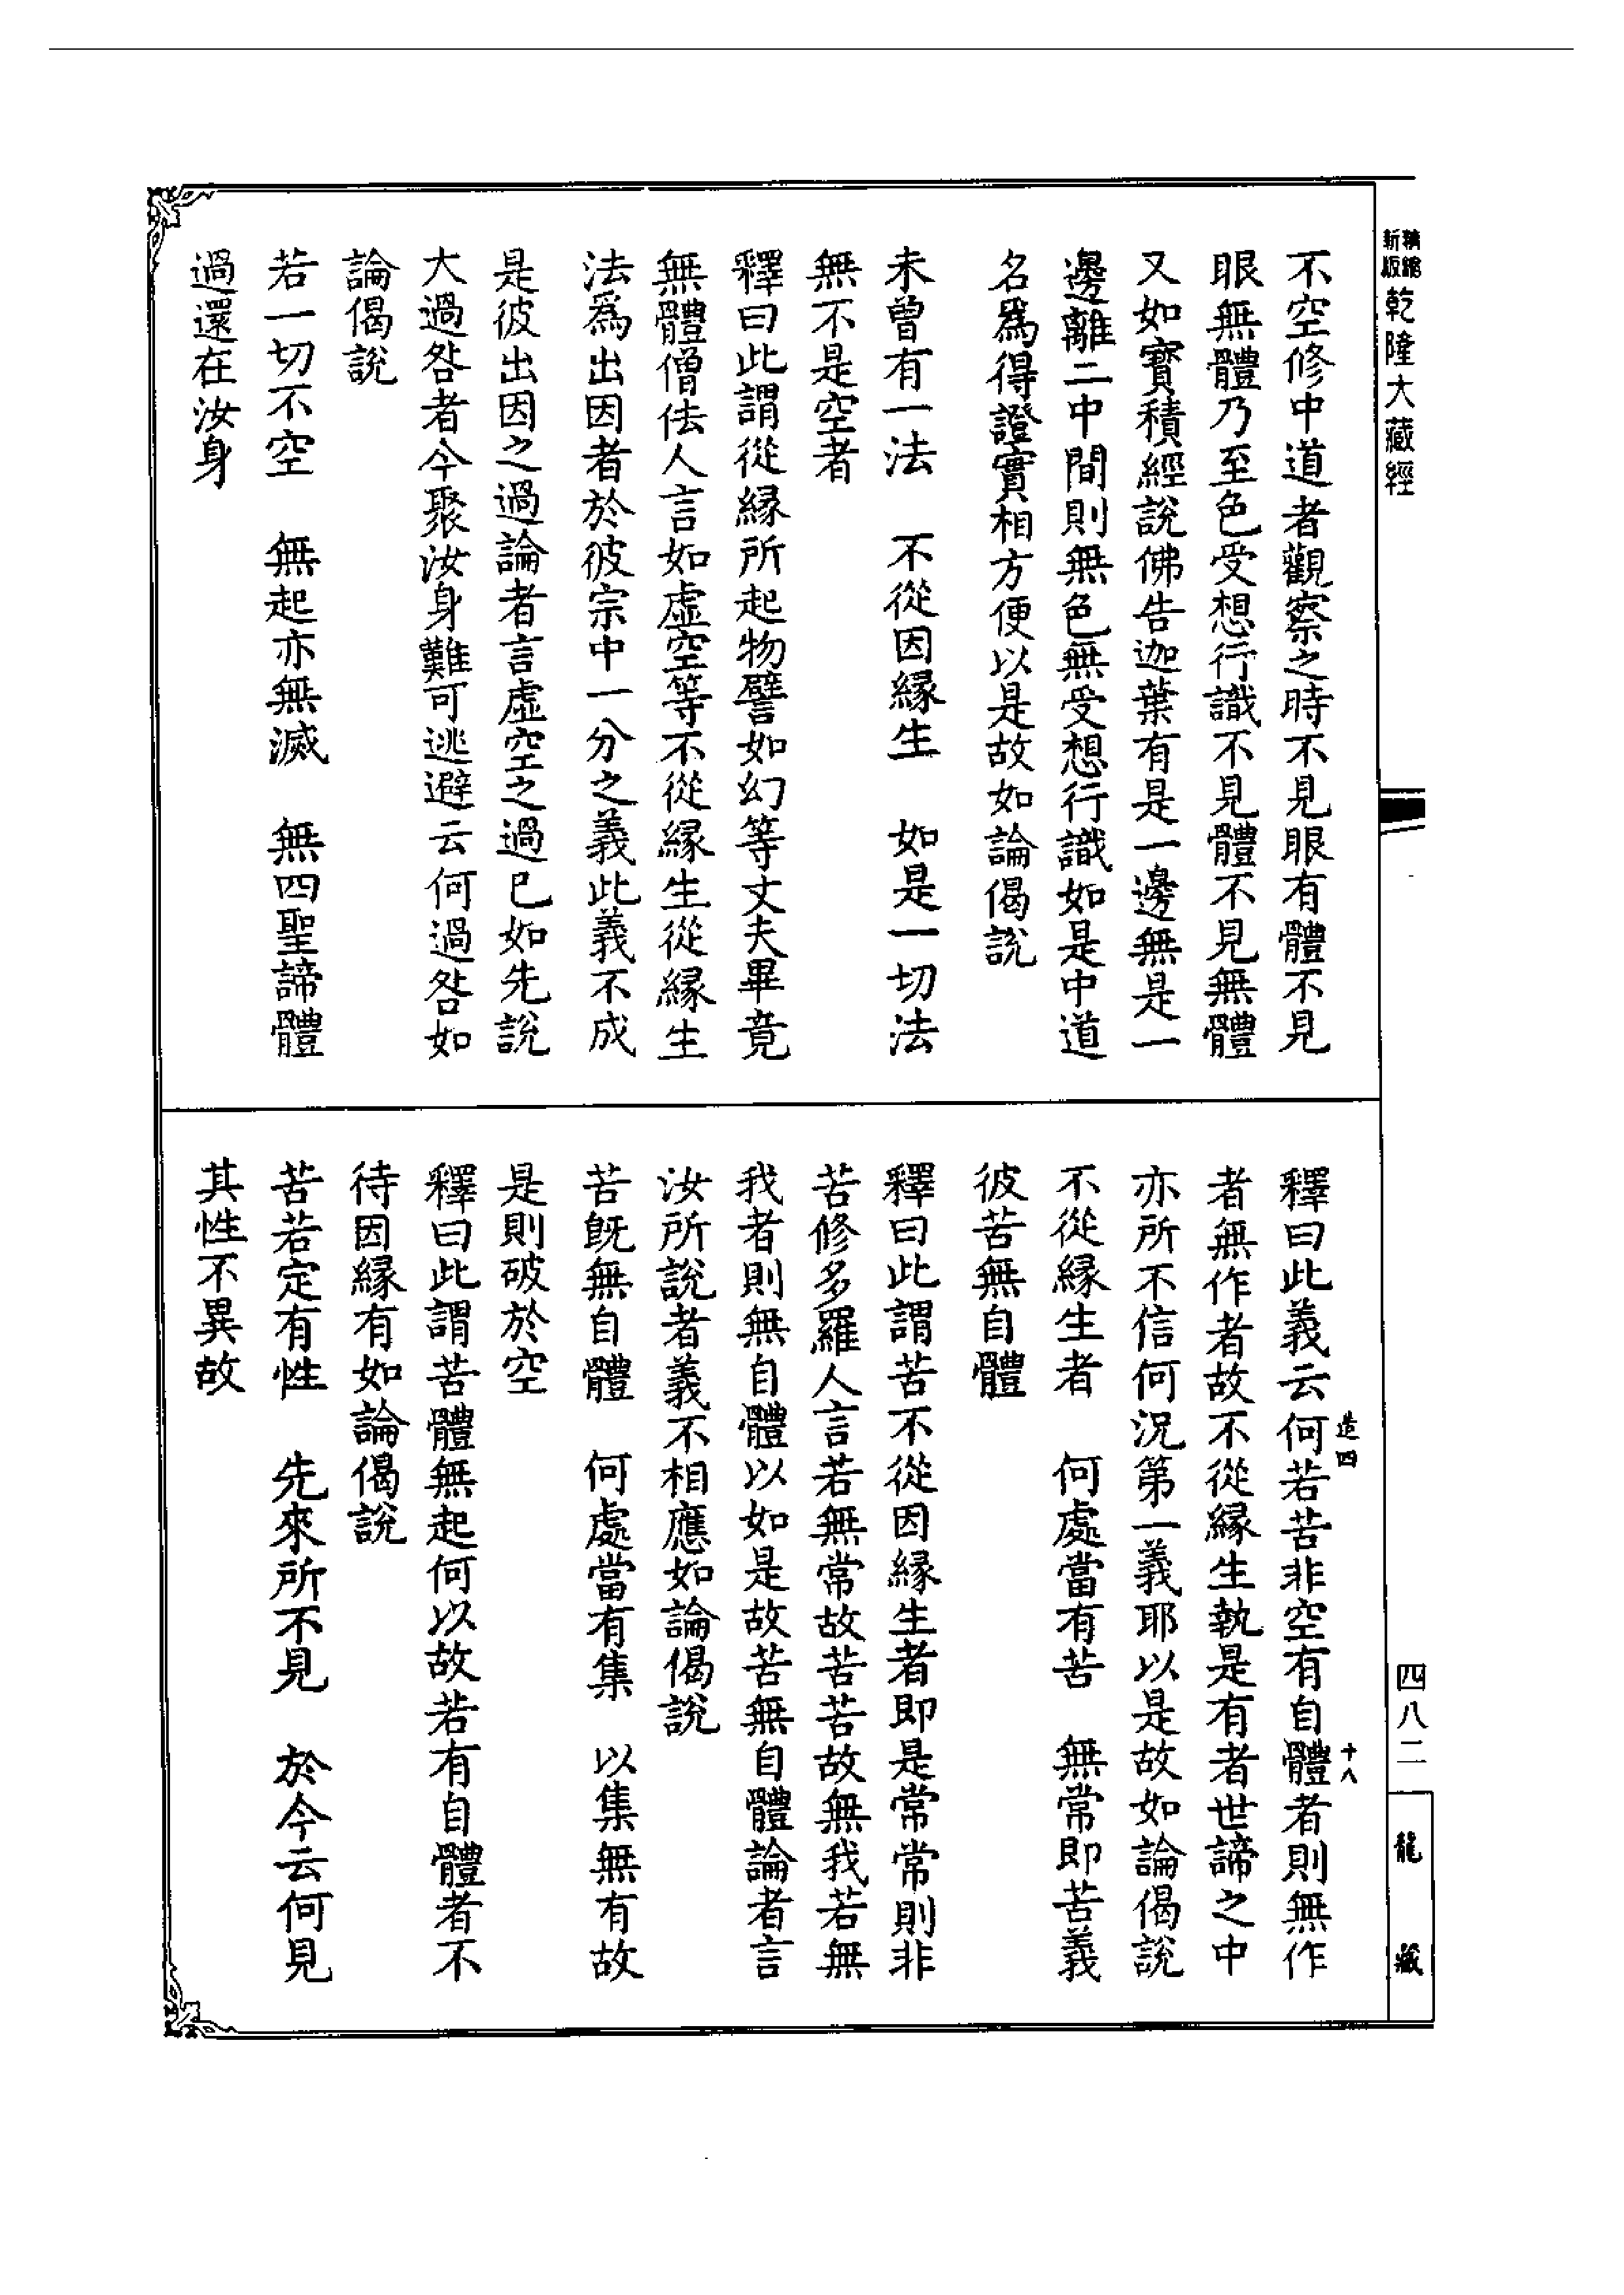 精縮
新版
乾隆大藏經
不空修中道者觀察之時不見眼有體不見
眼無體乃至色受想行識不見體不見無體
又如寶積經說佛告迦葉有是一邊無是一
邊離二中間則無色無受想行識如是中道
名爲得證實相方便以是故如論偈說
未曾有一法　不從因緣生　如是一切法
無不是空者
釋曰此謂從緣所起物譬如幻等丈夫畢竟
無體僧佉人言如虛空等不從緣生從緣生
法爲出因者於彼宗中一分之義此義不成
是彼出因之過論者言虛空之過已如先說
大過咎者今聚汝身難可逃避云何過咎如
論偈說
若一切不空　無起亦無滅　無四聖諦體
過還在汝身
釋曰此義云何若苦非空有自體者則無作
者無作者故不從緣生執是有者世諦之中
亦所不信何況第一義耶以是故如論偈說
不從緣生者　何處當有苦　無常即苦義
彼苦無自體
釋曰此謂苦不從因緣生者即是常常則非
苦修多羅人言若無常故苦苦故無我若無
我者則無自體以如是故苦無自體論者言
汝所說者義不相應如論偈說
苦既無自體　何處當有集　以集無有故
是則破於空
釋曰此謂苦體無起何以故若有自體者不
待因緣有如論偈說
苦若定有性　先來所不見　於今云何見
其性不異故
造四
十八
四八二
龍藏